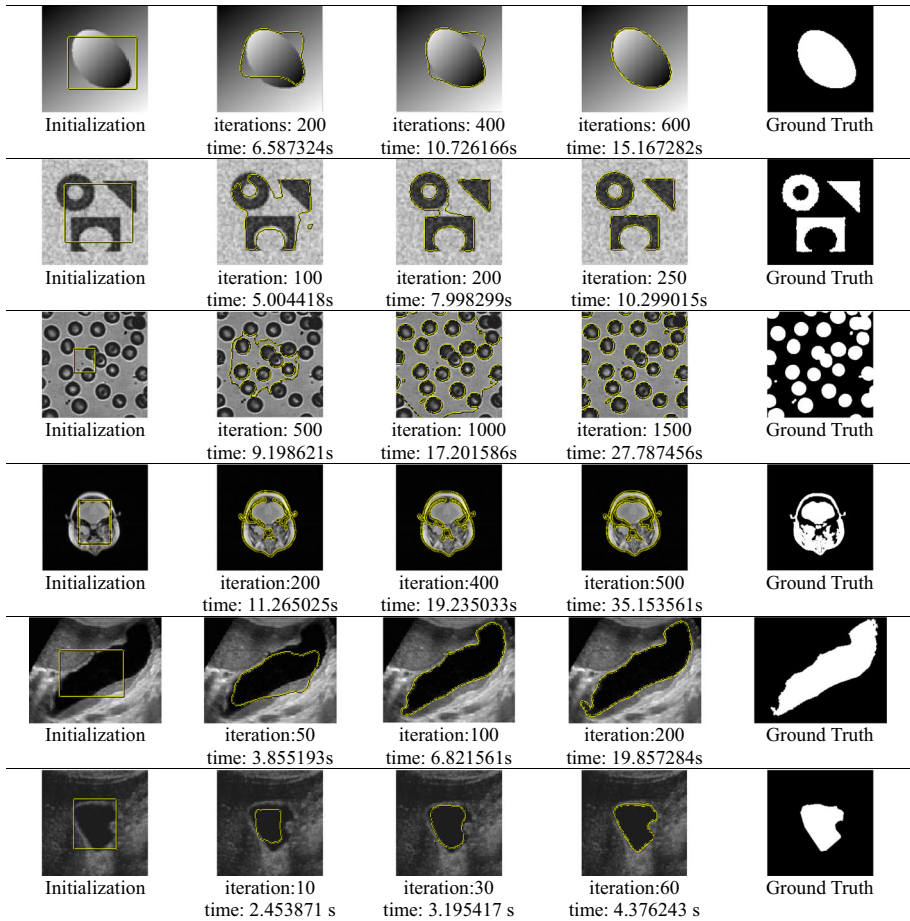 Initialization iterations: 200 iterations: 400 iterations: 600 Ground Truth
time: 6.587324s time: 10.726166s time: 15.167282s
Initialization iteration: 100 iteration: 200 iteration: 250 Ground Truth
time: 5.004418s time: 7.998299s time: 10.299015s
Initialization iteration: 500 iteration: 1000 iteration: 1500 Ground Truth
time: 9.198621s time: 17.201586s time: 27.787456s
Initialization iteration:200 iteration:400 iteration:500 Ground Truth
time: 11.265025s time: 19.235033s time: 35.153561s
Initialization iteration:50 iteration:100 iteration:200 Ground Truth
time: 3.855193s time: 6.821561s time: 19.857284s
Initialization iteration:10 iteration:30 iteration:60 Ground Truth
time: 2.453871 s time: 3.195417 s time: 4.376243 s